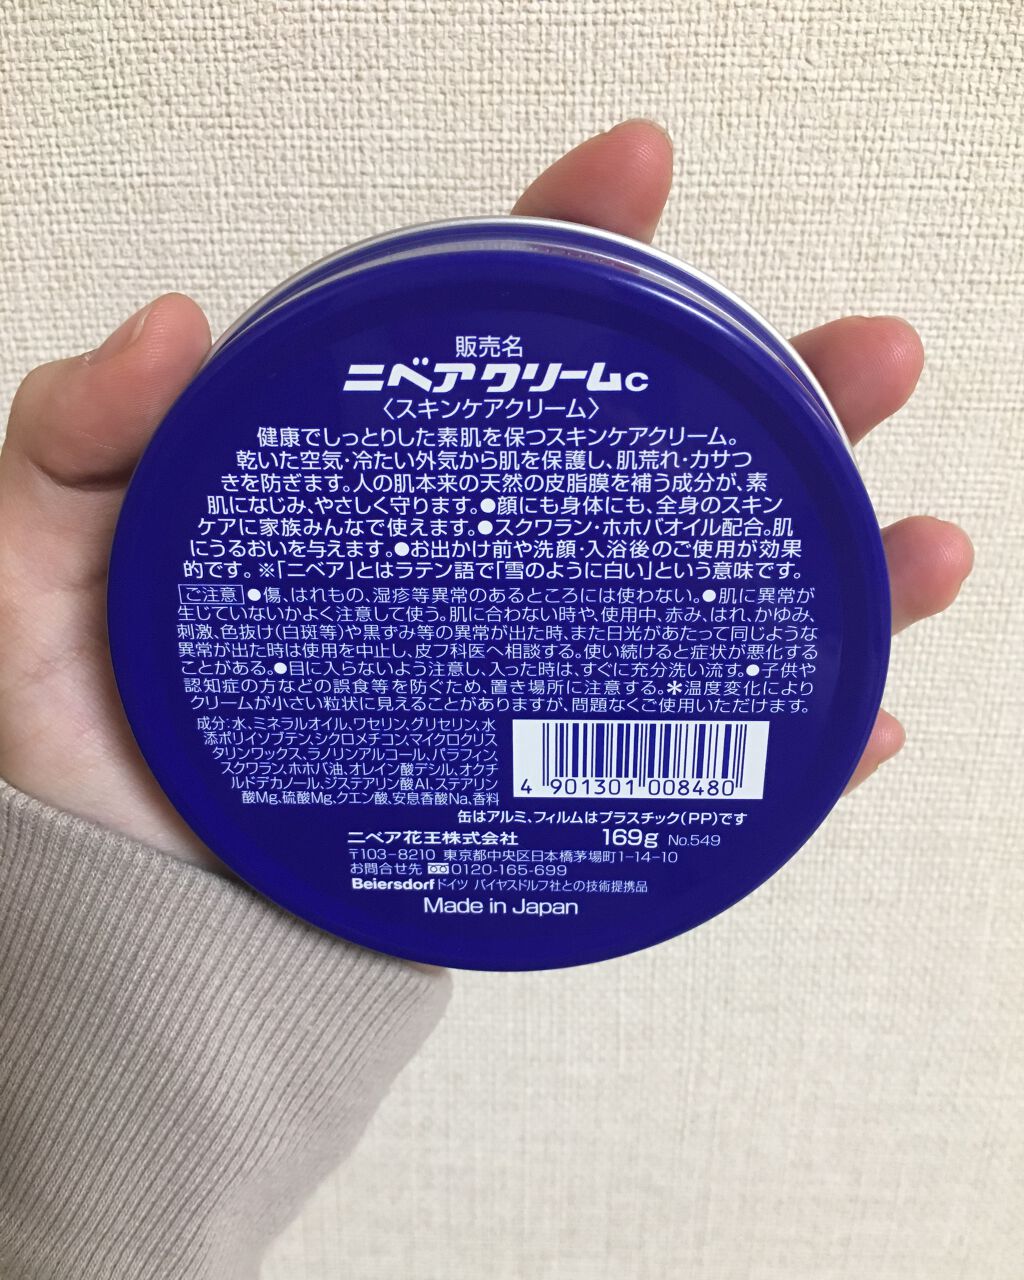 販売名
ニベアクリームc
〈スキンケアクリーム〉
健康でしっとりした素肌を保つスキンケアクリーム。
乾いた空気・冷たい外気から肌を保護し、肌荒れ・カサつ
きを防ぎます。人の肌本来の天然の皮脂膜を補う成分が、素
肌になじみ、やさしく守ります。●顔にも身体にも、全身のスキン
ケアに家族みんなで使えます。●スクワラン・ホホバオイル配合。肌
にうるおいを与えます。●お出かけ前や洗顔・入浴後のご使用が効果
的です。※「ニベア」とはラテン語で「雪のように白い」という意味です。
ご注意 ●傷、はれもの、湿疹等異常のあるところには使わない。●肌に異常が
生じていないかよく注意して使う。肌に合わない時や、使用中、赤み、はれ、かゆみ、
刺激、色抜け(白斑等)や黒ずみ等の異常が出た時、また日光があたって同じような
異常が出た時は使用を中止し、皮フ科医へ相談する。使い続けると症状が悪化する
ことがある。●目に入らないよう注意し、入った時は、すぐに充分洗い流す。●子供や
認知症の方などの誤食等を防ぐため、置き場所に注意する。＊温度変化により
クリームが小さい粒状に見えることがありますが、問題なくご使用いただけます。
成分:水、ミネラルオイル、ワセリン、グリセリン、水
添ポリイソブテン、シクロメチコン、マイクロクリス
タリンワックス、ラノリンアルコール、パラフィン
スクワラン、ホホバ油、オレイン酸デシル、オクチ
ルドデカノール、ジステアリン酸Al、ステアリン
酸Mg、硫酸Mg、クエン酸、安息香酸Na、香料
4 901301 008480
缶はアルミ、フィルムはプラスチック(PP)です
ニベア花王株式会社 169g No.549
〒103-8210 東京都中央区日本橋茅場町1-14-10
お問合せ先 0120-165-699
Beiersdorf ドイツ バイヤスドルフ社との技術提携品
Made in Japan